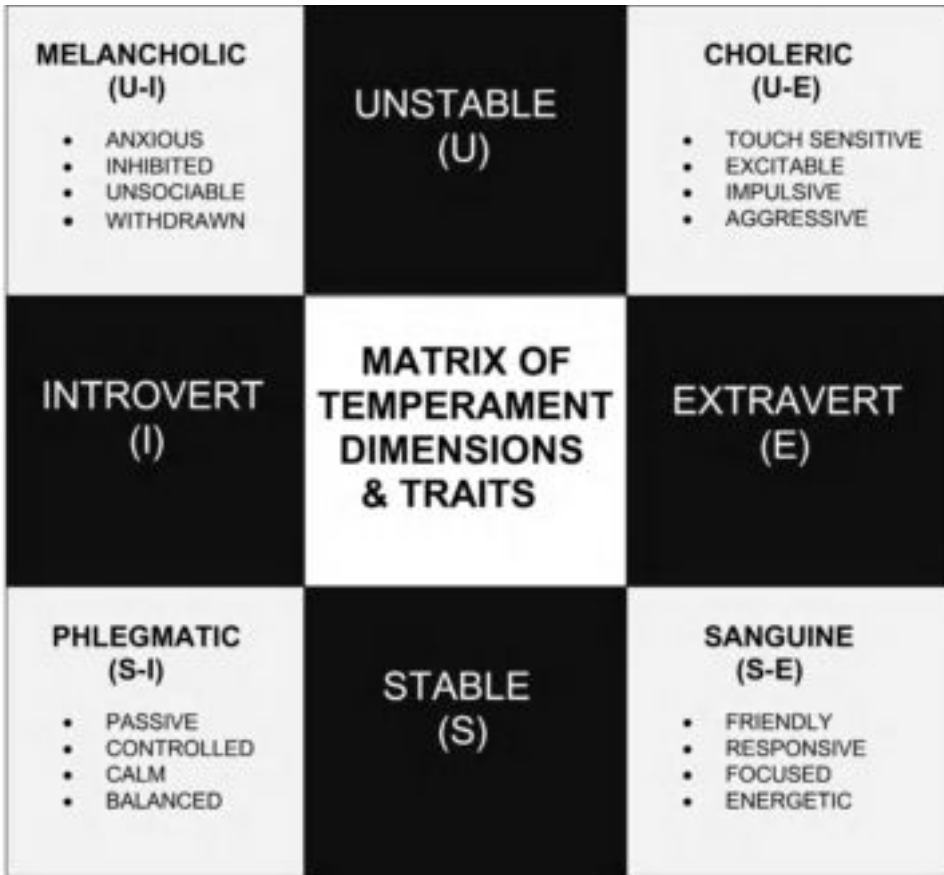 MELANCHOLIC
(U-I)
• ANXIOUS
• INHIBITED
• UNSOCIABLE
• WITHDRAWN
UNSTABLE
(U)
CHOLERIC
(U-E)
• TOUCH SENSITIVE
• EXCITABLE
• IMPULSIVE
• AGGRESSIVE
INTROVERT
(I)
MATRIX OF
TEMPERAMENT
DIMENSIONS
& TRAITS
EXTRAVERT
(E)
PHLEGMATIC
(S-I)
• PASSIVE
• CONTROLLED
• CALM
• BALANCED
STABLE
(S)
SANGUINE
(S-E)
• FRIENDLY
• RESPONSIVE
• FOCUSED
• ENERGETIC